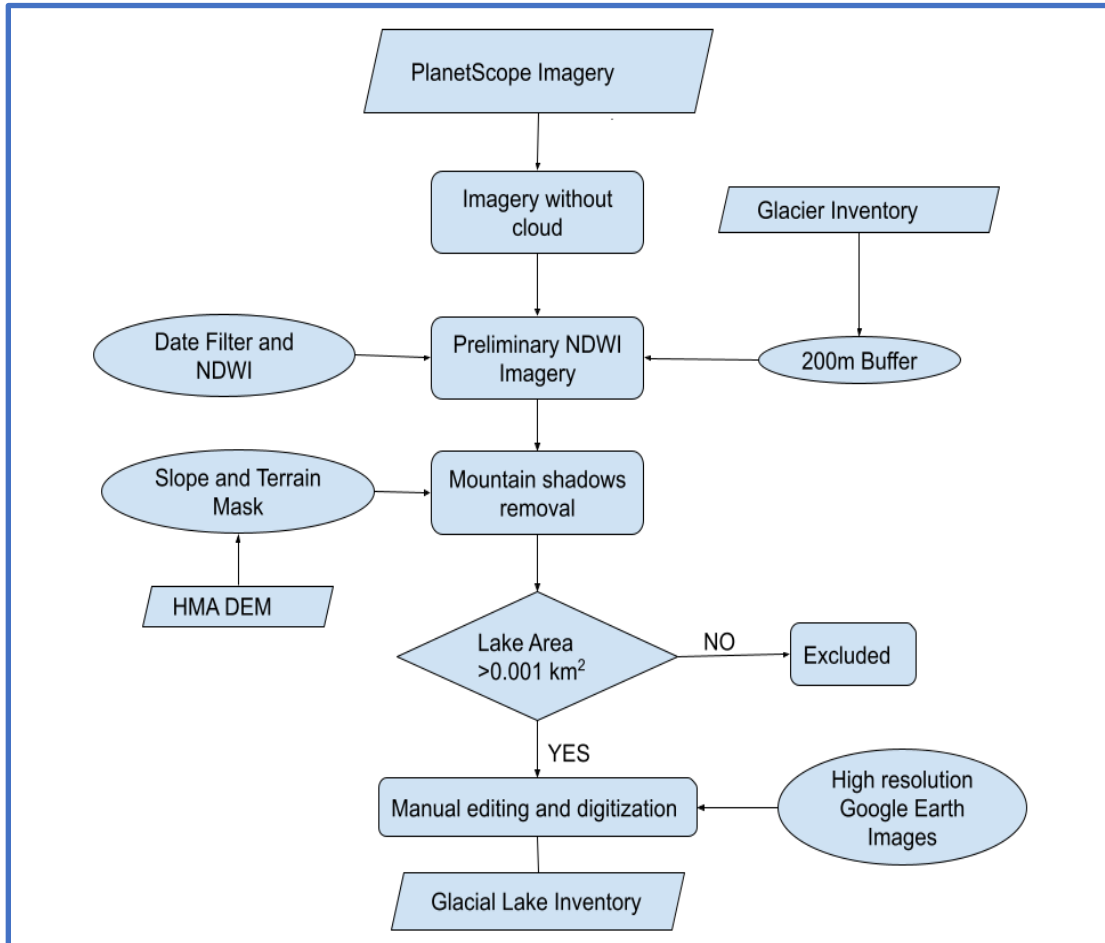 PlanetScope Imagery
Imagery without
cloud
Glacier Inventory
Date Filter and
NDWI
Preliminary NDWI
Imagery
200m Buffer
Slope and Terrain
Mask
Mountain shadows
removal
HMA DEM
Lake Area
>0.001 km²
NO
Excluded
YES
Manual editing and digitization
High resolution
Google Earth
Images
Glacial Lake Inventory